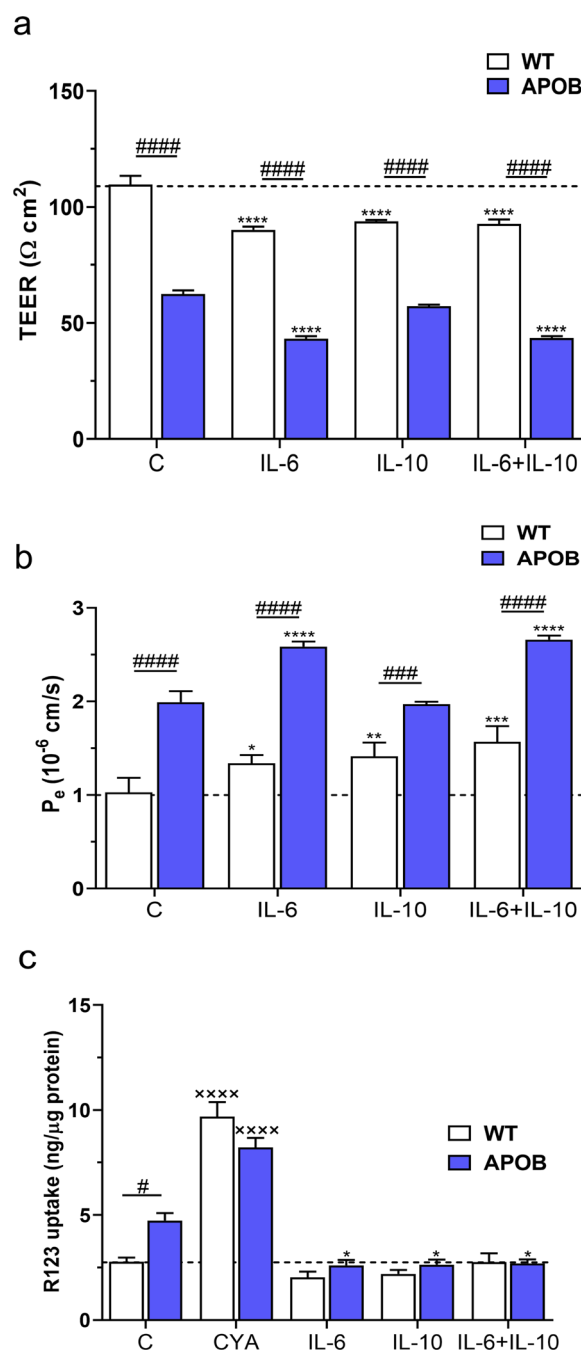 a
WT
APOB
TEER (Ω cm²)
150
100
50
0
####
####
####
####
****
****
****
****
****
C
IL-6
IL-10
IL-6+IL-10
b
WT
APOB
Pe (10⁻⁶ cm/s)
3
2
1
0
####
####
###
####
*
****
**
***
****
C
IL-6
IL-10
IL-6+IL-10
c
WT
APOB
R123 uptake (ng/µg protein)
15
10
5
0
#
××××
××××
*
*
*
C
CYA
IL-6
IL-10
IL-6+IL-10